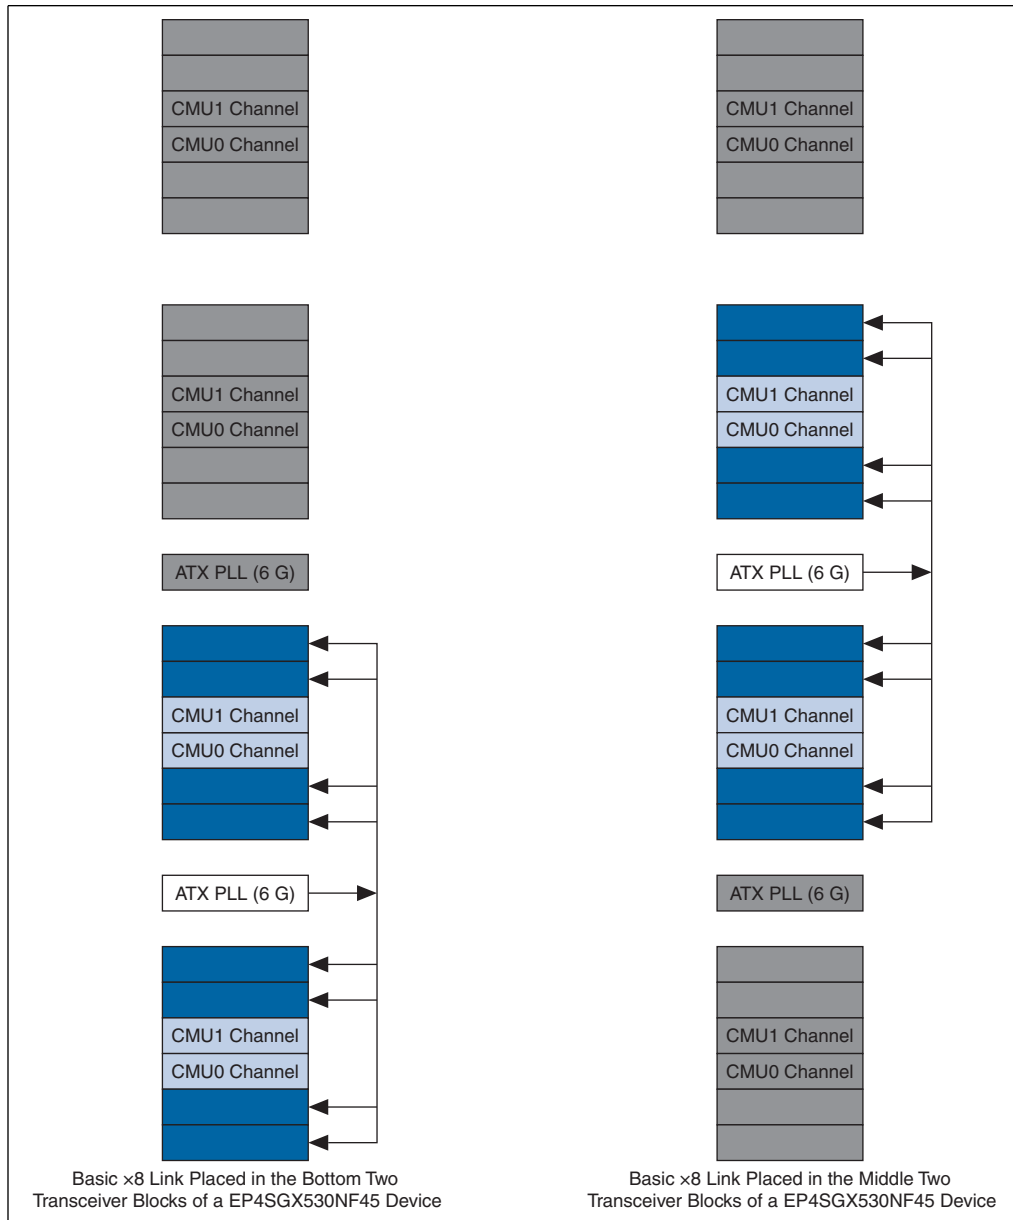 CMU1 Channel
CMU0 Channel
CMU1 Channel
CMU0 Channel
ATX PLL (6 G)
CMU1 Channel
CMU0 Channel
ATX PLL (6 G)
CMU1 Channel
CMU0 Channel
Basic ×8 Link Placed in the Bottom Two
Transceiver Blocks of a EP4SGX530NF45 Device
CMU1 Channel
CMU0 Channel
CMU1 Channel
CMU0 Channel
ATX PLL (6 G)
CMU1 Channel
CMU0 Channel
ATX PLL (6 G)
CMU1 Channel
CMU0 Channel
Basic ×8 Link Placed in the Middle Two
Transceiver Blocks of a EP4SGX530NF45 Device